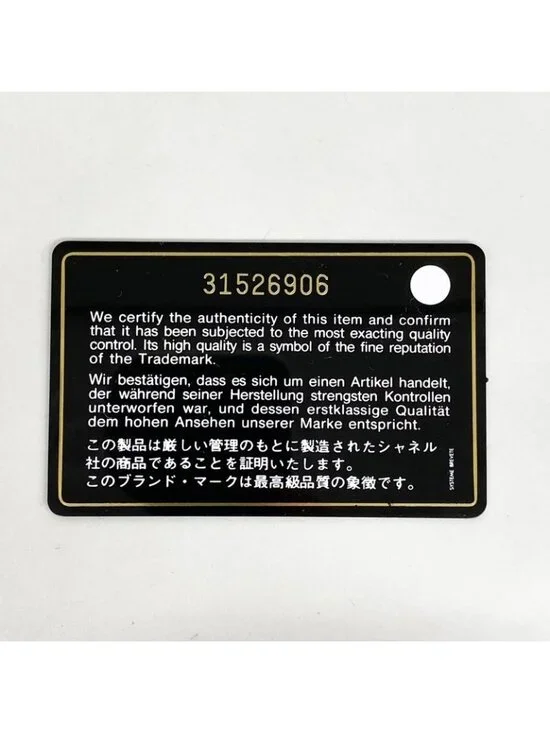 31526906
We certify the authenticity of this item and confirm
that it has been subjected to the most exacting quality
control. Its high quality is a symbol of the fine reputation
of the Trademark.
Wir bestätigen, dass es sich um einen Artikel handelt,
der während seiner Herstellung strengsten Kontrollen
unterworfen war, und dessen erstklassige Qualität
dem hohen Ansehen unserer Marke entspricht.
この製品は厳しい管理のもとに製造されたシャネル
社の商品であることを証明いたします。
このブランド・マークは最高級品質の象徴です。
SYSTEME BREVETE